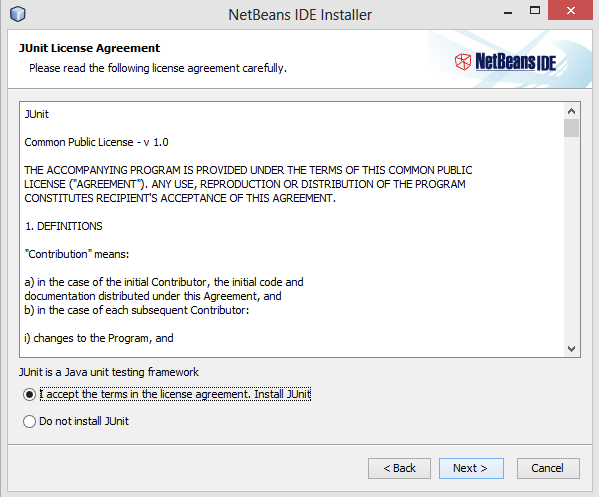 NetBeans IDE Installer
JUnit License Agreement
Please read the following license agreement carefully.
NetBeans IDE
JUnit
Common Public License - v 1.0
THE ACCOMPANYING PROGRAM IS PROVIDED UNDER THE TERMS OF THIS COMMON PUBLIC
LICENSE ("AGREEMENT"). ANY USE, REPRODUCTION OR DISTRIBUTION OF THE PROGRAM
CONSTITUTES RECIPIENT'S ACCEPTANCE OF THIS AGREEMENT.
1. DEFINITIONS
"Contribution" means:
a) in the case of the initial Contributor, the initial code and
documentation distributed under this Agreement, and
b) in the case of each subsequent Contributor:
i) changes to the Program, and
JUnit is a Java unit testing framework
I accept the terms in the license agreement. Install JUnit
Do not install JUnit
< Back Next > Cancel